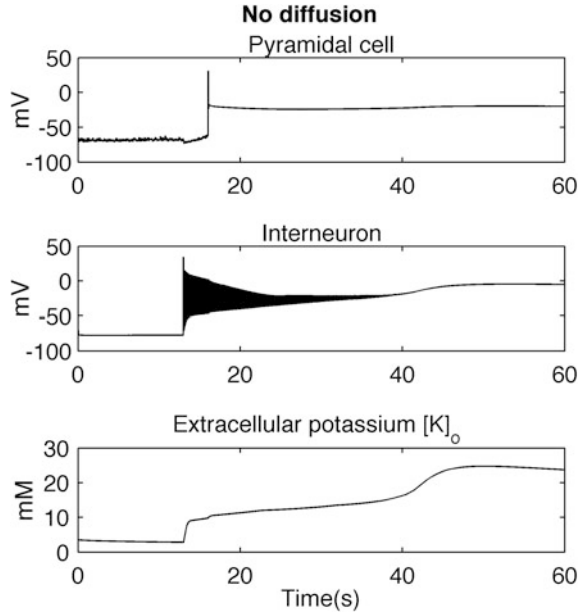 No diffusion
Pyramidal cell
50
0
-50
-100
mV
0 20 40 60
Interneuron
50
0
-50
-100
mV
0 20 40 60
Extracellular potassium [K]o
30
20
10
0
mM
0 20 40 60
Time(s)